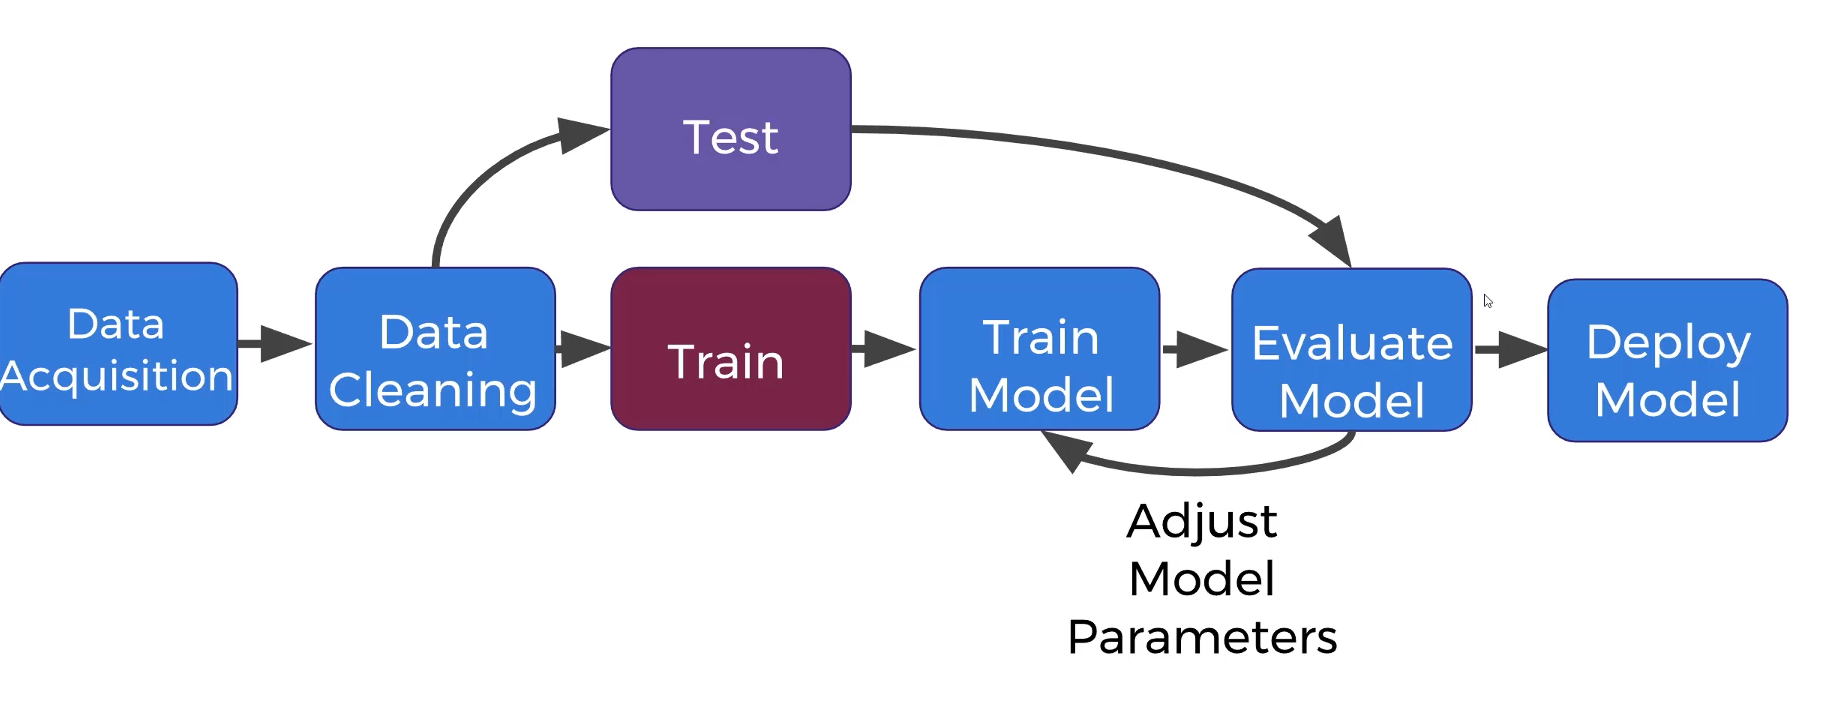 Test
Data
Acquisition
Data
Cleaning
Train
Train
Model
Evaluate
Model
Deploy
Model
Adjust
Model
Parameters